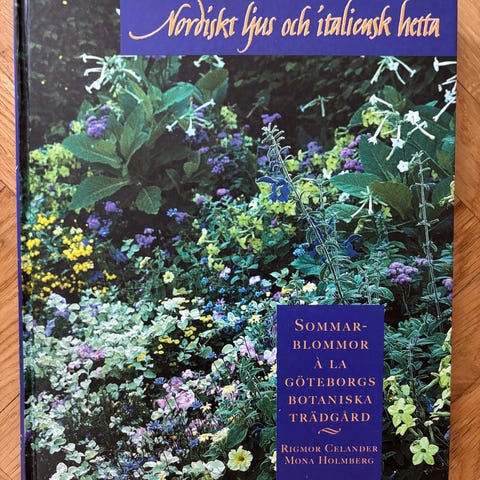 Nordiskt ljus och italiensk hetta
SOMMAR-
BLOMMOR
À LA
GÖTEBORGS
BOTANISKA
TRÄDGÅRD
RIGMOR CELANDER
MONA HOLMBERG